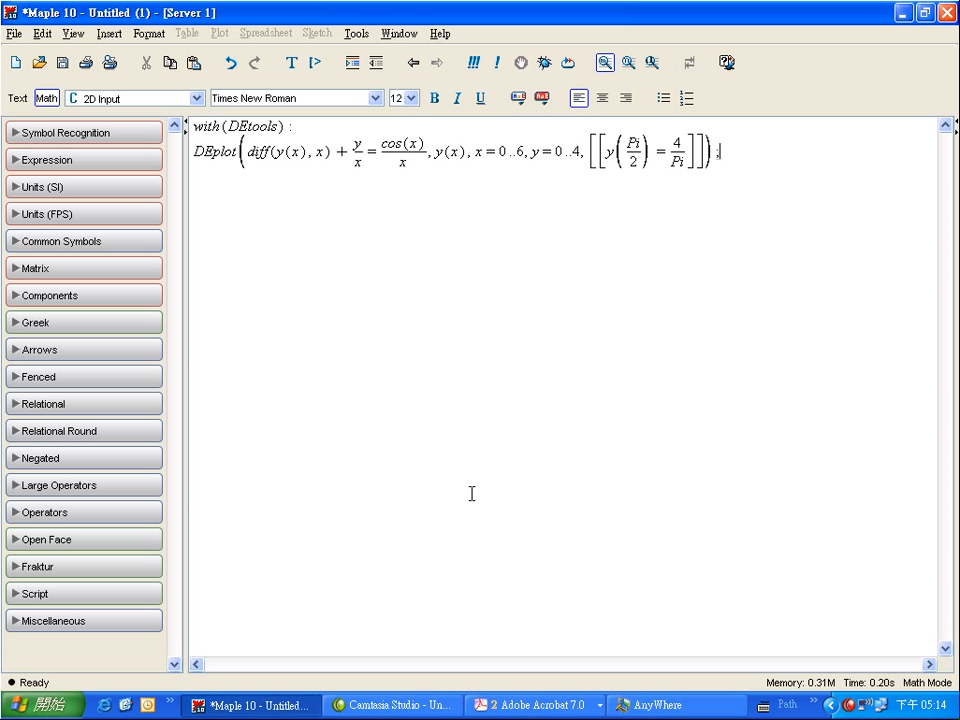 *Maple 10 - Untitled (1) - [Server 1]
File Edit View Insert Format Table Plot Spreadsheet Sketch Tools Window Help
Text Math C 2D Input Times New Roman 12 B I U
Symbol Recognition
Expression
Units (SI)
Units (FPS)
Common Symbols
Matrix
Components
Greek
Arrows
Fenced
Relational
Relational Round
Negated
Large Operators
Operators
Open Face
Fraktur
Script
Miscellaneous
with(DEtools) :
DEplot(diff(y(x), x) + y/x = cos(x)/x, y(x), x = 0..6, y = 0..4, [[y(Pi/2) = 4/Pi]]) ;
Ready
Memory: 0.31M Time: 0.20s Math Mode
開始 *Maple 10 - Untitled... Camtasia Studio - Un... 2 Adobe Acrobat 7.0 AnyWhere Path 下午 05:14